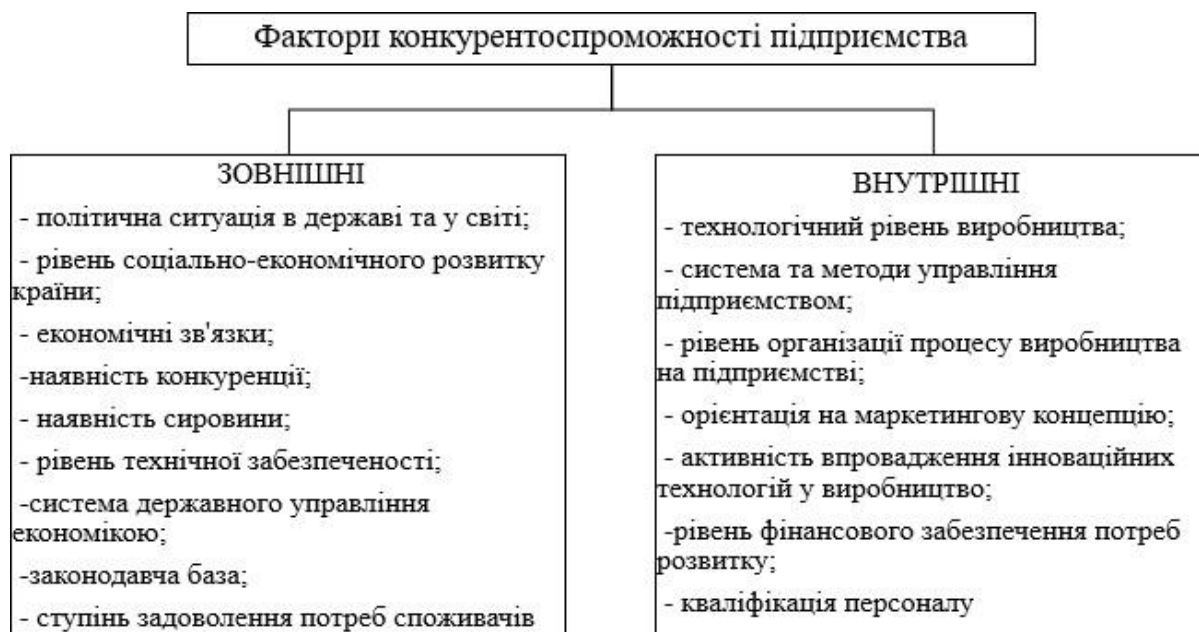 Фактори конкурентоспроможності підприємства
ЗОВНІШНІ
- політична ситуація в державі та у світі;
- рівень соціально-економічного розвитку
країни;
- економічні зв'язки;
-наявність конкуренції;
- наявність сировини;
- рівень технічної забезпеченості;
-система державного управління
економікою;
-законодавча база;
- ступінь задоволення потреб споживачів
ВНУТРІШНІ
- технологічний рівень виробництва;
- система та методи управління
підприємством;
- рівень організації процесу виробництва
на підприємстві;
- орієнтація на маркетингову концепцію;
- активність впровадження інноваційних
технологій у виробництво;
-рівень фінансового забезпечення потреб
розвитку;
- кваліфікація персоналу